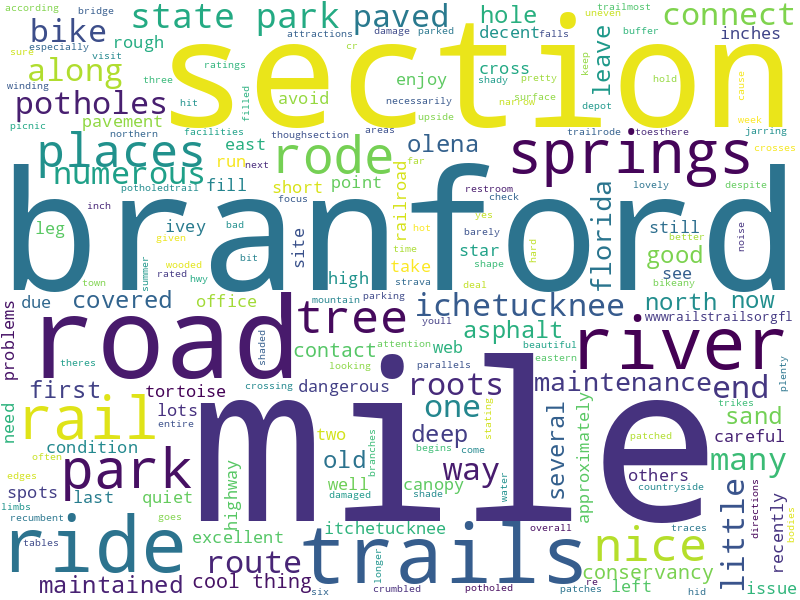 according
bridge
trailmost
uneven
state park
paved
hole
connect
bike
attractions
damage
parked
decent
falls
buffer
especially
visit
cr
section
rough
inches
sure
ratings
pretty
keep
along
three
shady
cross
leave
hold
cause
enjoy
surface
potholes
hit
filled
avoid
necessarily
narrow
depot
winding
upside
week
picnic
pavement
facilities
areas
northern
thoughsection
trailrode
toesthere
jarring
places
east
rode
olena
springs
crosses
numerous
run
next
far
potholedtrail
fill
short
point
railroad
restroom
lovely
despite
branford
inch
focus
check
florida
leg
ivey
bad
hot
yes
barely
still
better
given
site
star
hard
good
noise
wooded
bit
time
shape
rated
summer
high
take
see
bikeany
town
hwy
strava
deal
due
covered
office
mountain
parking
ichetucknee
north
now
problems
road
tree
youll
asphalt
wwwrailstrailsorgfl
river
theres
shaded
contact
attention
web
beautiful
looking
eastern
crossing
parallels
plenty
first
tortoise
dangerous
roots
maintenance
end
trikes
need
rail
lots
mile
one
sand
often
condition
entire
two
deep
stating
several
patched
careful
edges
park
old
branches
begins
come
way
approximately
others
many
spots
last
quiet
highway
well
canopy
countryside
limbs
damaged
shade
water
little
directions
recently
bodies
recumbent
goes
itchetucknee
overall
traces
ride
excellent
trails
nice
tables
route
longer
conservancy
maintained
cool thing
crumbled
potholed
re
left
issue
six
patches
hid